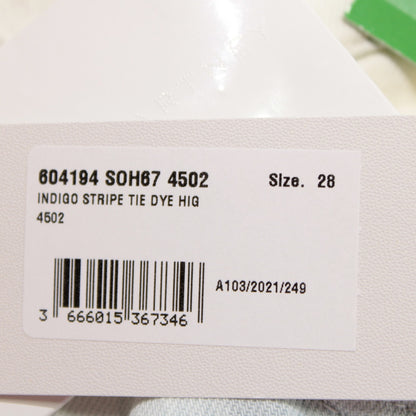 604194 SOH67 4502 Size. 28
INDIGO STRIPE TIE DYE HIG
4502
A103/2021/249
3 666015 367346